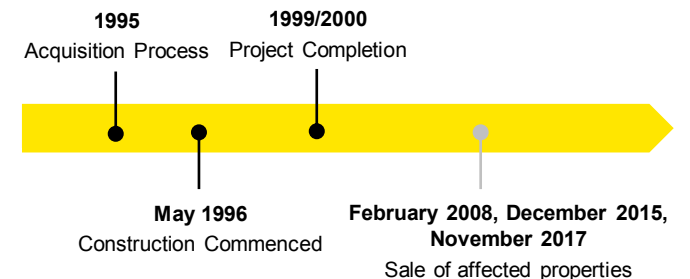 1995
Acquisition Process
1999/2000
Project Completion
May 1996
Construction Commenced
February 2008, December 2015,
November 2017
Sale of affected properties